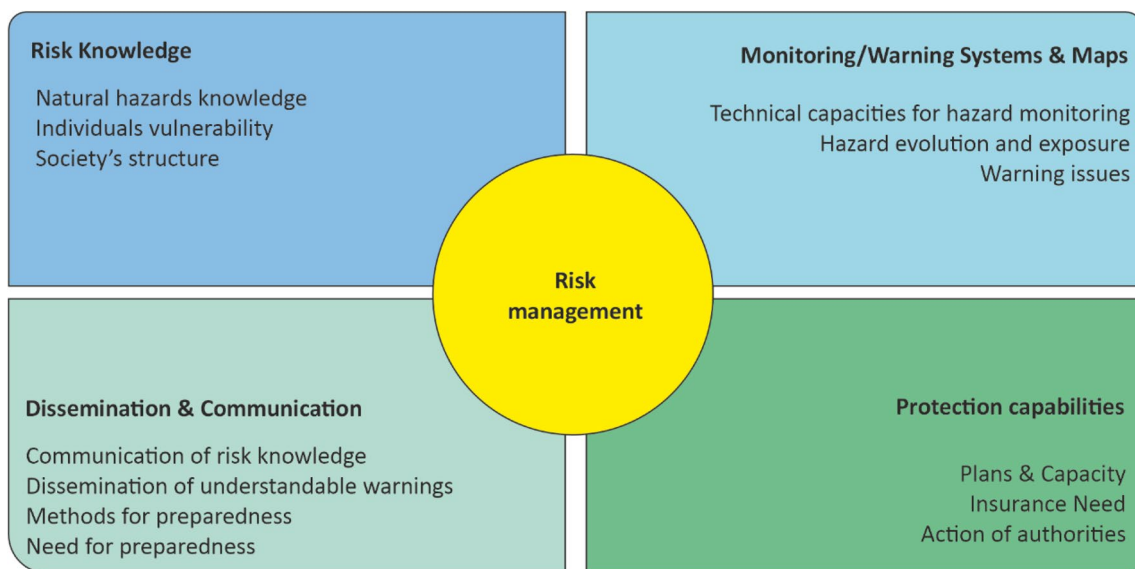 Risk Knowledge
Natural hazards knowledge
Individuals vulnerability
Society's structure
Monitoring/Warning Systems & Maps
Technical capacities for hazard monitoring
Hazard evolution and exposure
Warning issues
Risk
management
Dissemination & Communication
Communication of risk knowledge
Dissemination of understandable warnings
Methods for preparedness
Need for preparedness
Protection capabilities
Plans & Capacity
Insurance Need
Action of authorities